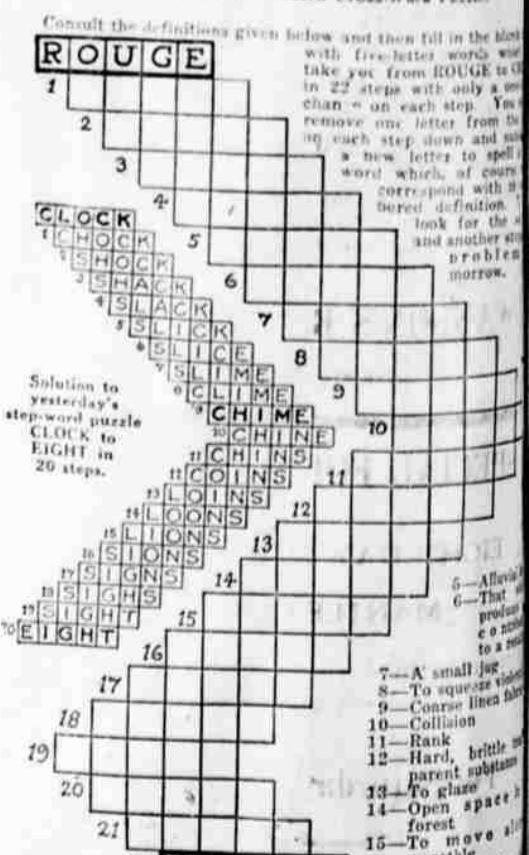 Consult the definitions given below and then fill in the
with five-letter words
take you from ROUGE to
in 22 steps with only a
on each step. You
remove one letter from
on each step down and
a new letter to spell
word which, of course
correspond with
definition.
look for the
and another
problem
morrow.
ROUGE
1
2
3
4
5
6
7
8
9
10
11
12
13
14
15
16
17
18
19
20
21
CLOCK
1 CHOCK
2 SHOCK
3 SHACK
4 SLACK
5 SLICK
6 SLICE
7 SLIME
8 CLIME
9 CHIME
10 CHINE
11 CHINS
12 COINS
13 LOINS
14 LOONS
15 LIONS
16 SIONS
17 SIGNS
18 SIGHS
19 SIGHT
20 EIGHT
Solution to
yesterday's
step-word puzzle
CLOCK to
EIGHT in
20 steps.
5—
6—That
to a
7—A small jug
8—To squeeze
9—Coarse linen
10—Collision
11—Rank
12—Hard, brittle
parent substance
13—To glaze
14—Open space
forest
15—To move